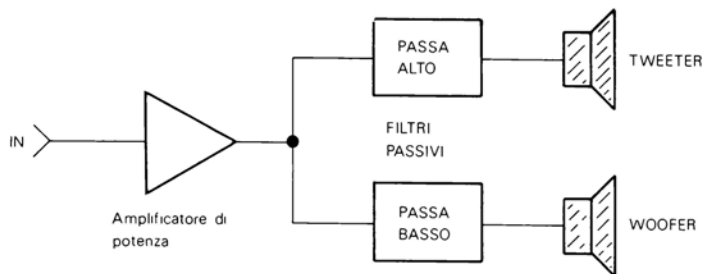 PASSA
ALTO
TWEETER
IN
FILTRI
PASSIVI
Amplificatore di
potenza
PASSA
BASSO
WOOFER